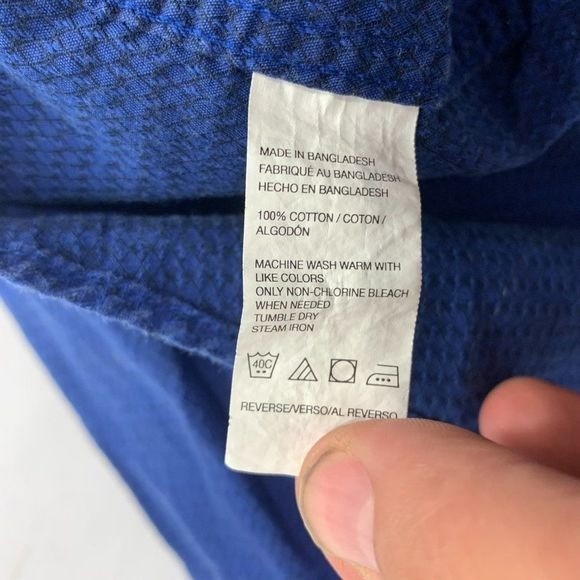 MADE IN BANGLADESH
FABRIQUÉ AU BANGLADESH
HECHO EN BANGLADESH
100% COTTON / COTON /
ALGODÓN
MACHINE WASH WARM WITH
LIKE COLORS
ONLY NON-CHLORINE BLEACH
WHEN NEEDED
TUMBLE DRY
STEAM IRON
40C
REVERSE/VERSO/AL REVERSO